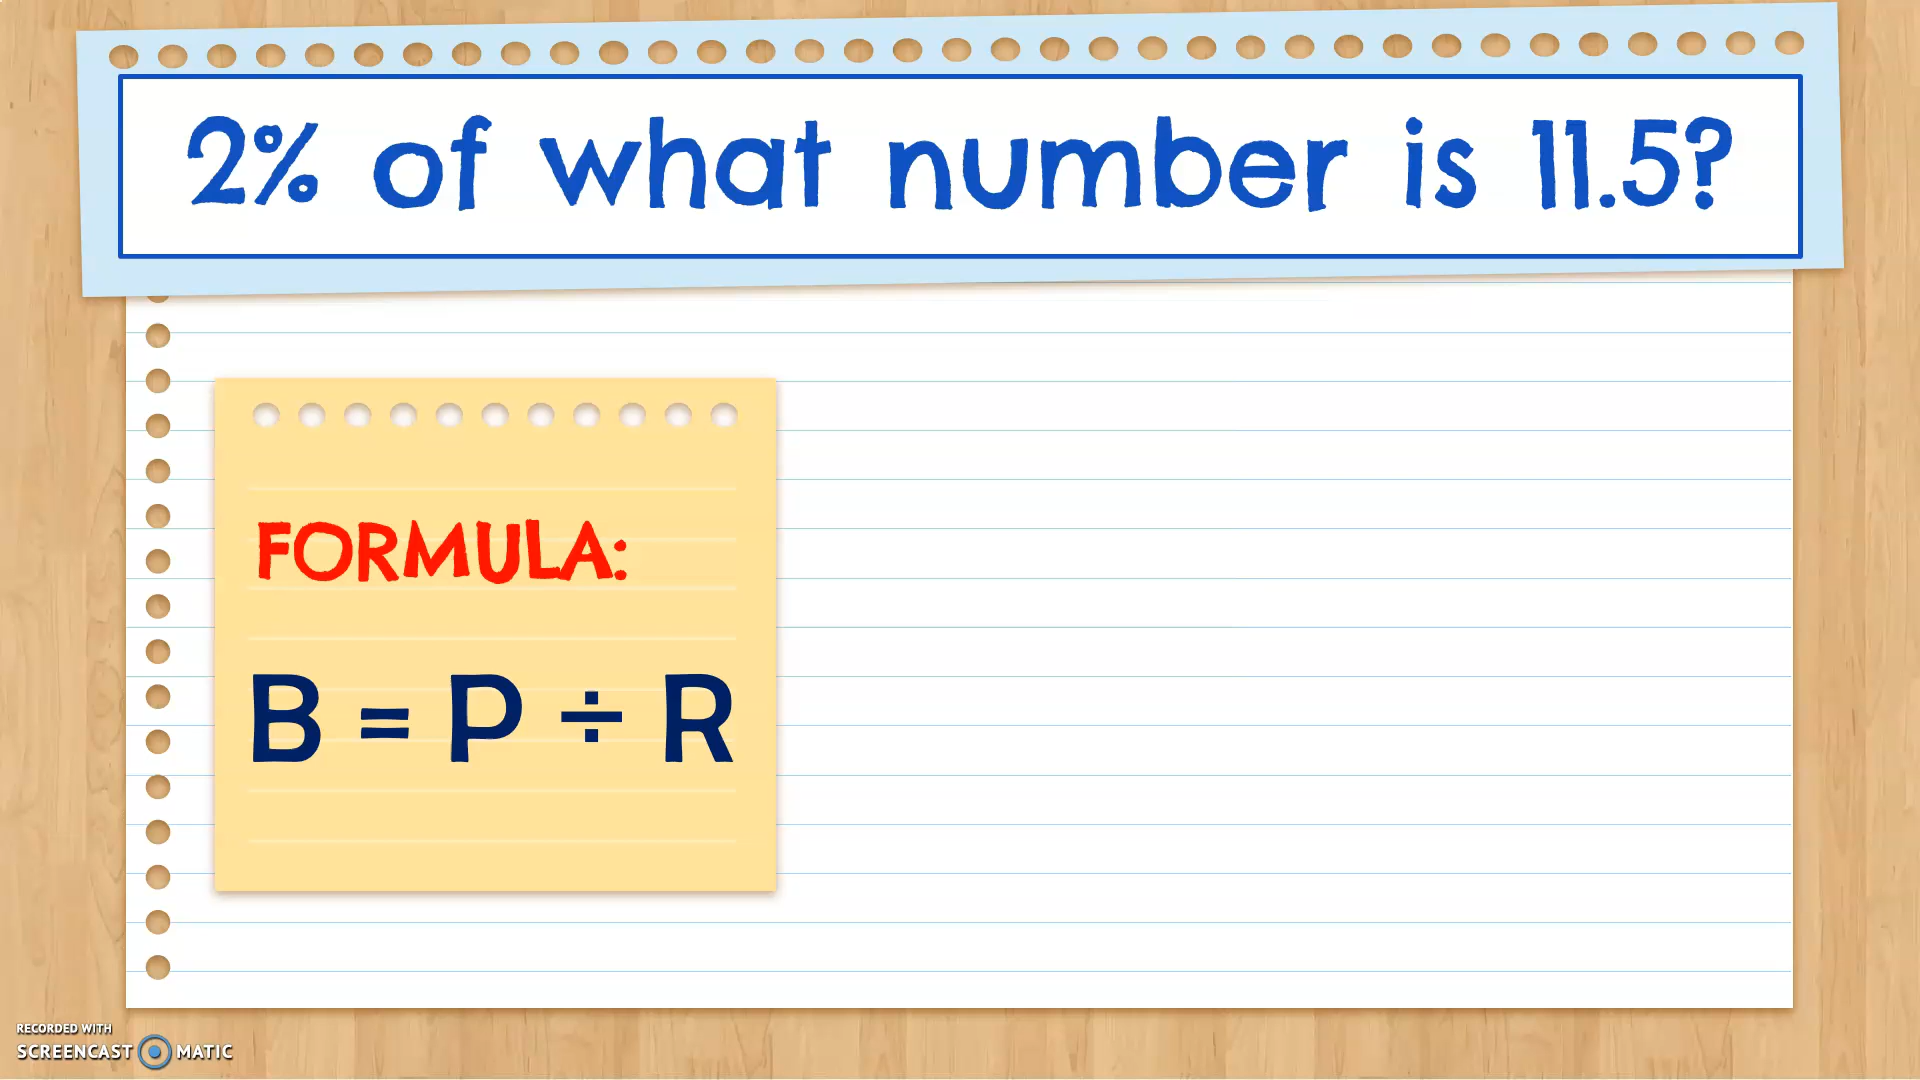 2% of what number is 11.5?
FORMULA:
B = P ÷ R
RECORDED WITH
SCREENCAST MATIC